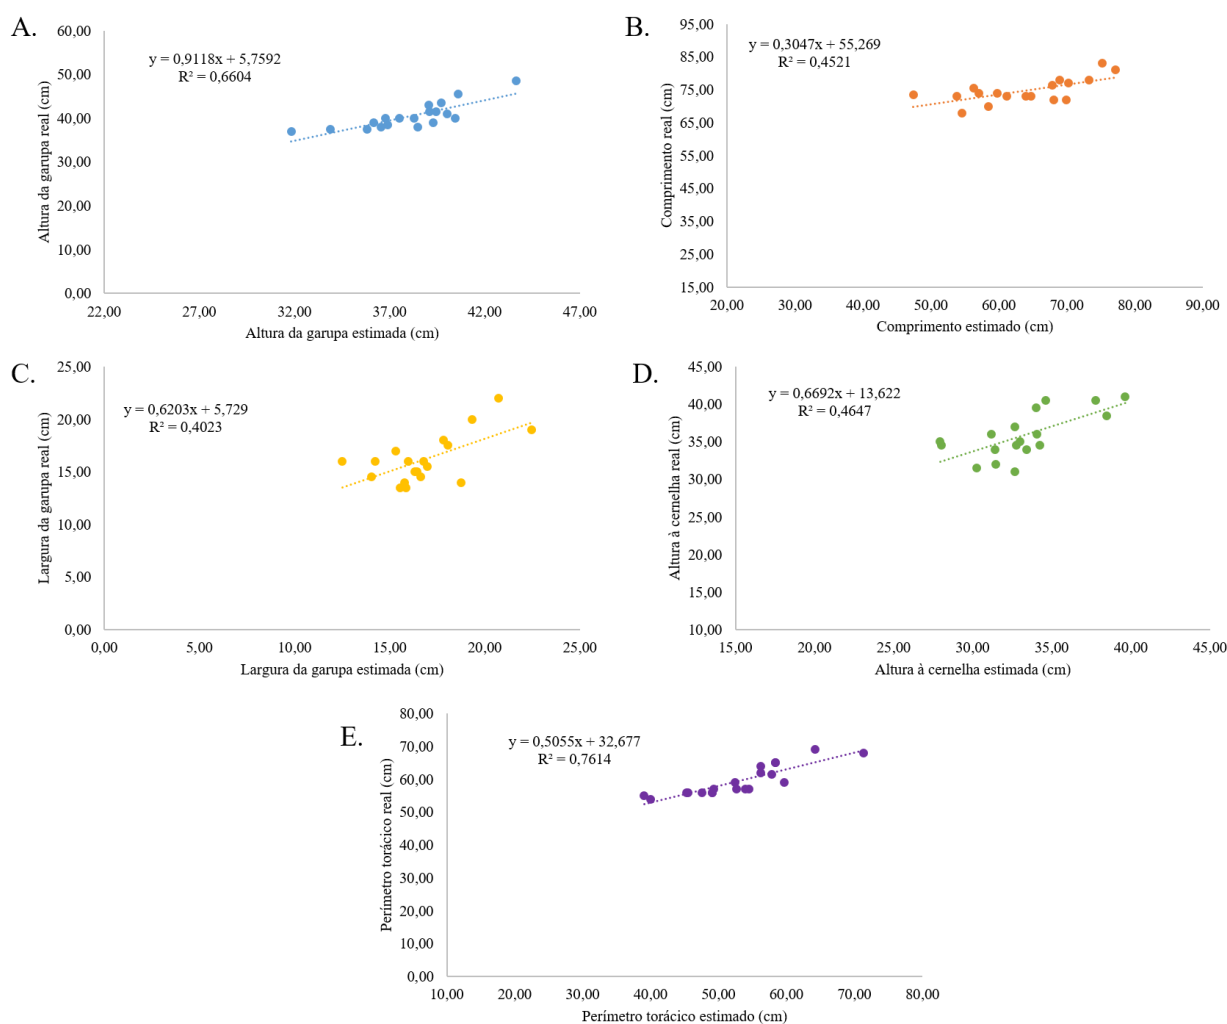 A.
y = 0,9118x + 5,7592
R² = 0,6604
Altura da garupa real (cm)
60,00
50,00
40,00
30,00
20,00
10,00
0,00
22,00 27,00 32,00 37,00 42,00 47,00
Altura da garupa estimada (cm)
B.
y = 0,3047x + 55,269
R² = 0,4521
Comprimento real (cm)
95,00
85,00
75,00
65,00
55,00
45,00
35,00
25,00
15,00
20,00 30,00 40,00 50,00 60,00 70,00 80,00 90,00
Comprimento estimado (cm)
C.
y = 0,6203x + 5,729
R² = 0,4023
Largura da garupa real (cm)
25,00
20,00
15,00
10,00
5,00
0,00
0,00 5,00 10,00 15,00 20,00 25,00
Largura da garupa estimada (cm)
D.
y = 0,6692x + 13,622
R² = 0,4647
Altura à cernelha real (cm)
45,00
40,00
35,00
30,00
25,00
20,00
15,00
10,00
15,00 20,00 25,00 30,00 35,00 40,00 45,00
Altura à cernelha estimada (cm)
E.
y = 0,5055x + 32,677
R² = 0,7614
Perímetro torácico real (cm)
80,00
70,00
60,00
50,00
40,00
30,00
20,00
10,00
0,00
10,00 20,00 30,00 40,00 50,00 60,00 70,00 80,00
Perímetro torácico estimado (cm)